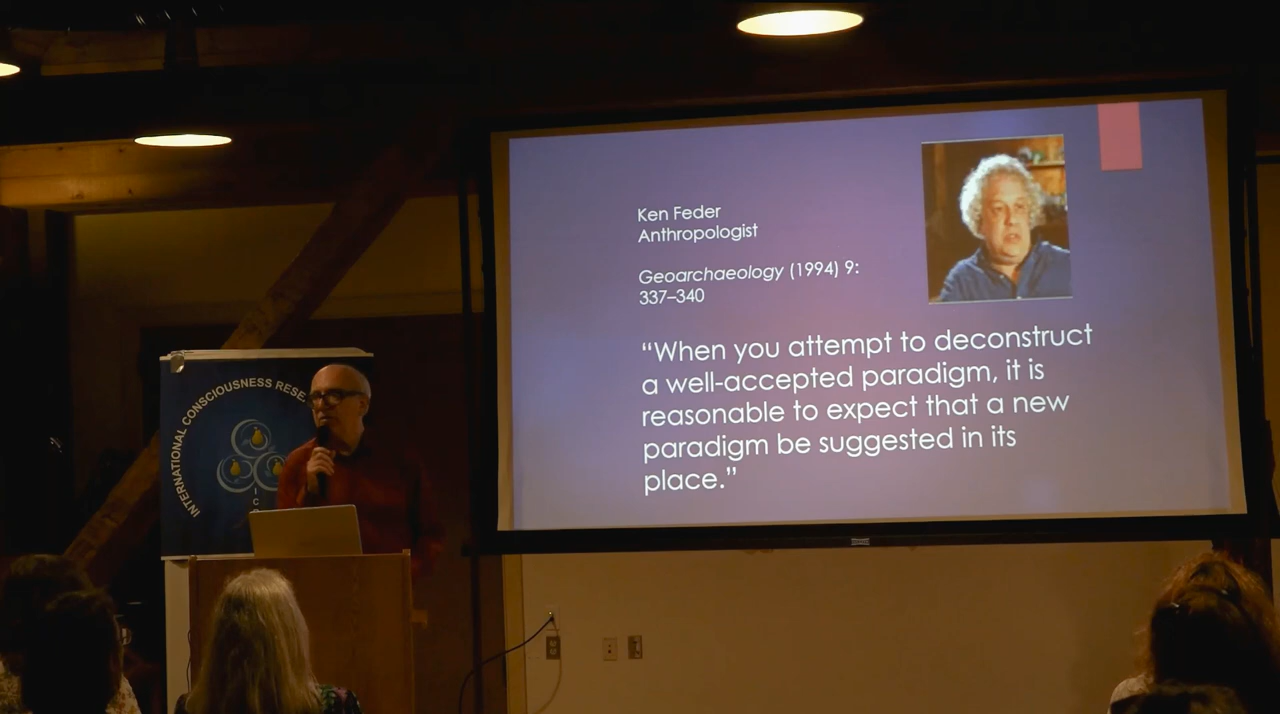 Ken Feder
Anthropologist
Geoarchaeology (1994) 9:
337–340
“When you attempt to deconstruct
a well-accepted paradigm, it is
reasonable to expect that a new
paradigm be suggested in its
place.”
INTERNATIONAL CONSCIOUSNESS RESE
I
C